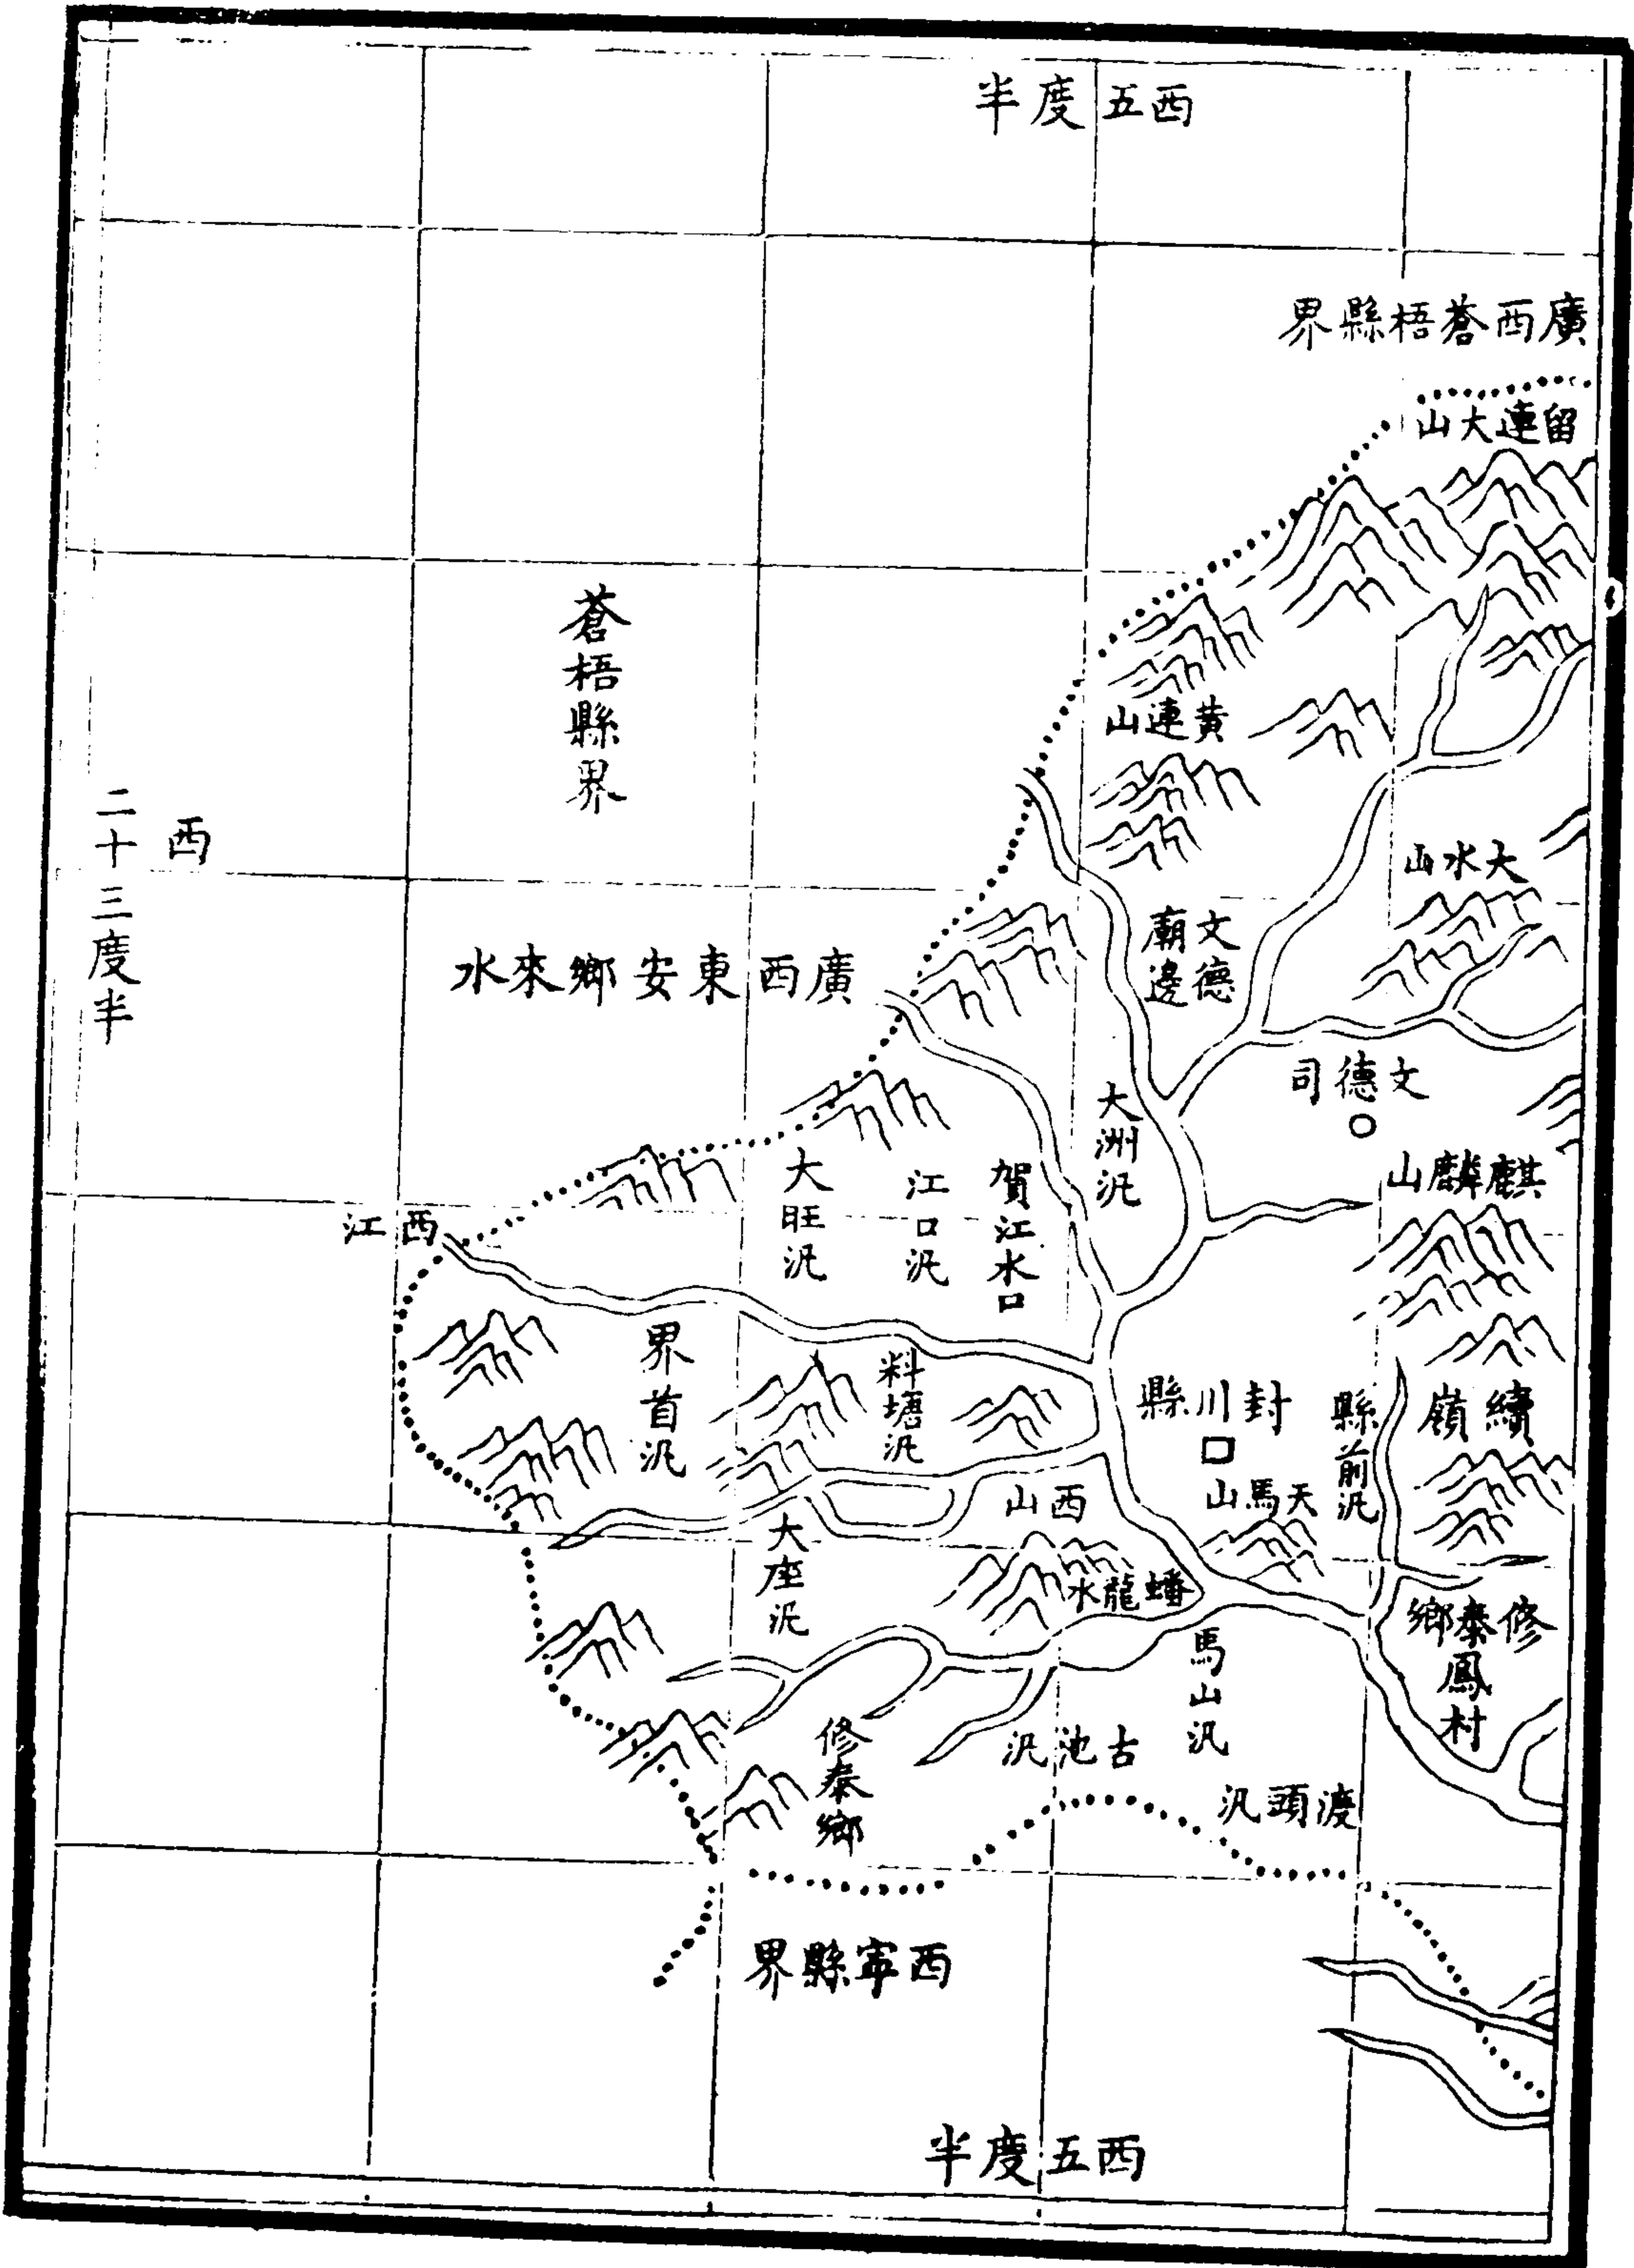 西五度半
廣西蒼梧縣界
留連大山
蒼梧縣界
黃連山
西
二十三度半
大水山
文德
廟邊
廣西東安鄉來水
文德司
大洲汛
麒麟山
賀江水口
江口汛
大旺汛
西江
界首汛
料塘汛
封川縣
縣前汛
續嶺
天馬山
西山
大座汛
蟠龍水
修泰鄉
鳳村
馬山汛
古池汛
修泰鄉
渡頭汛
西寧縣界
西五度半